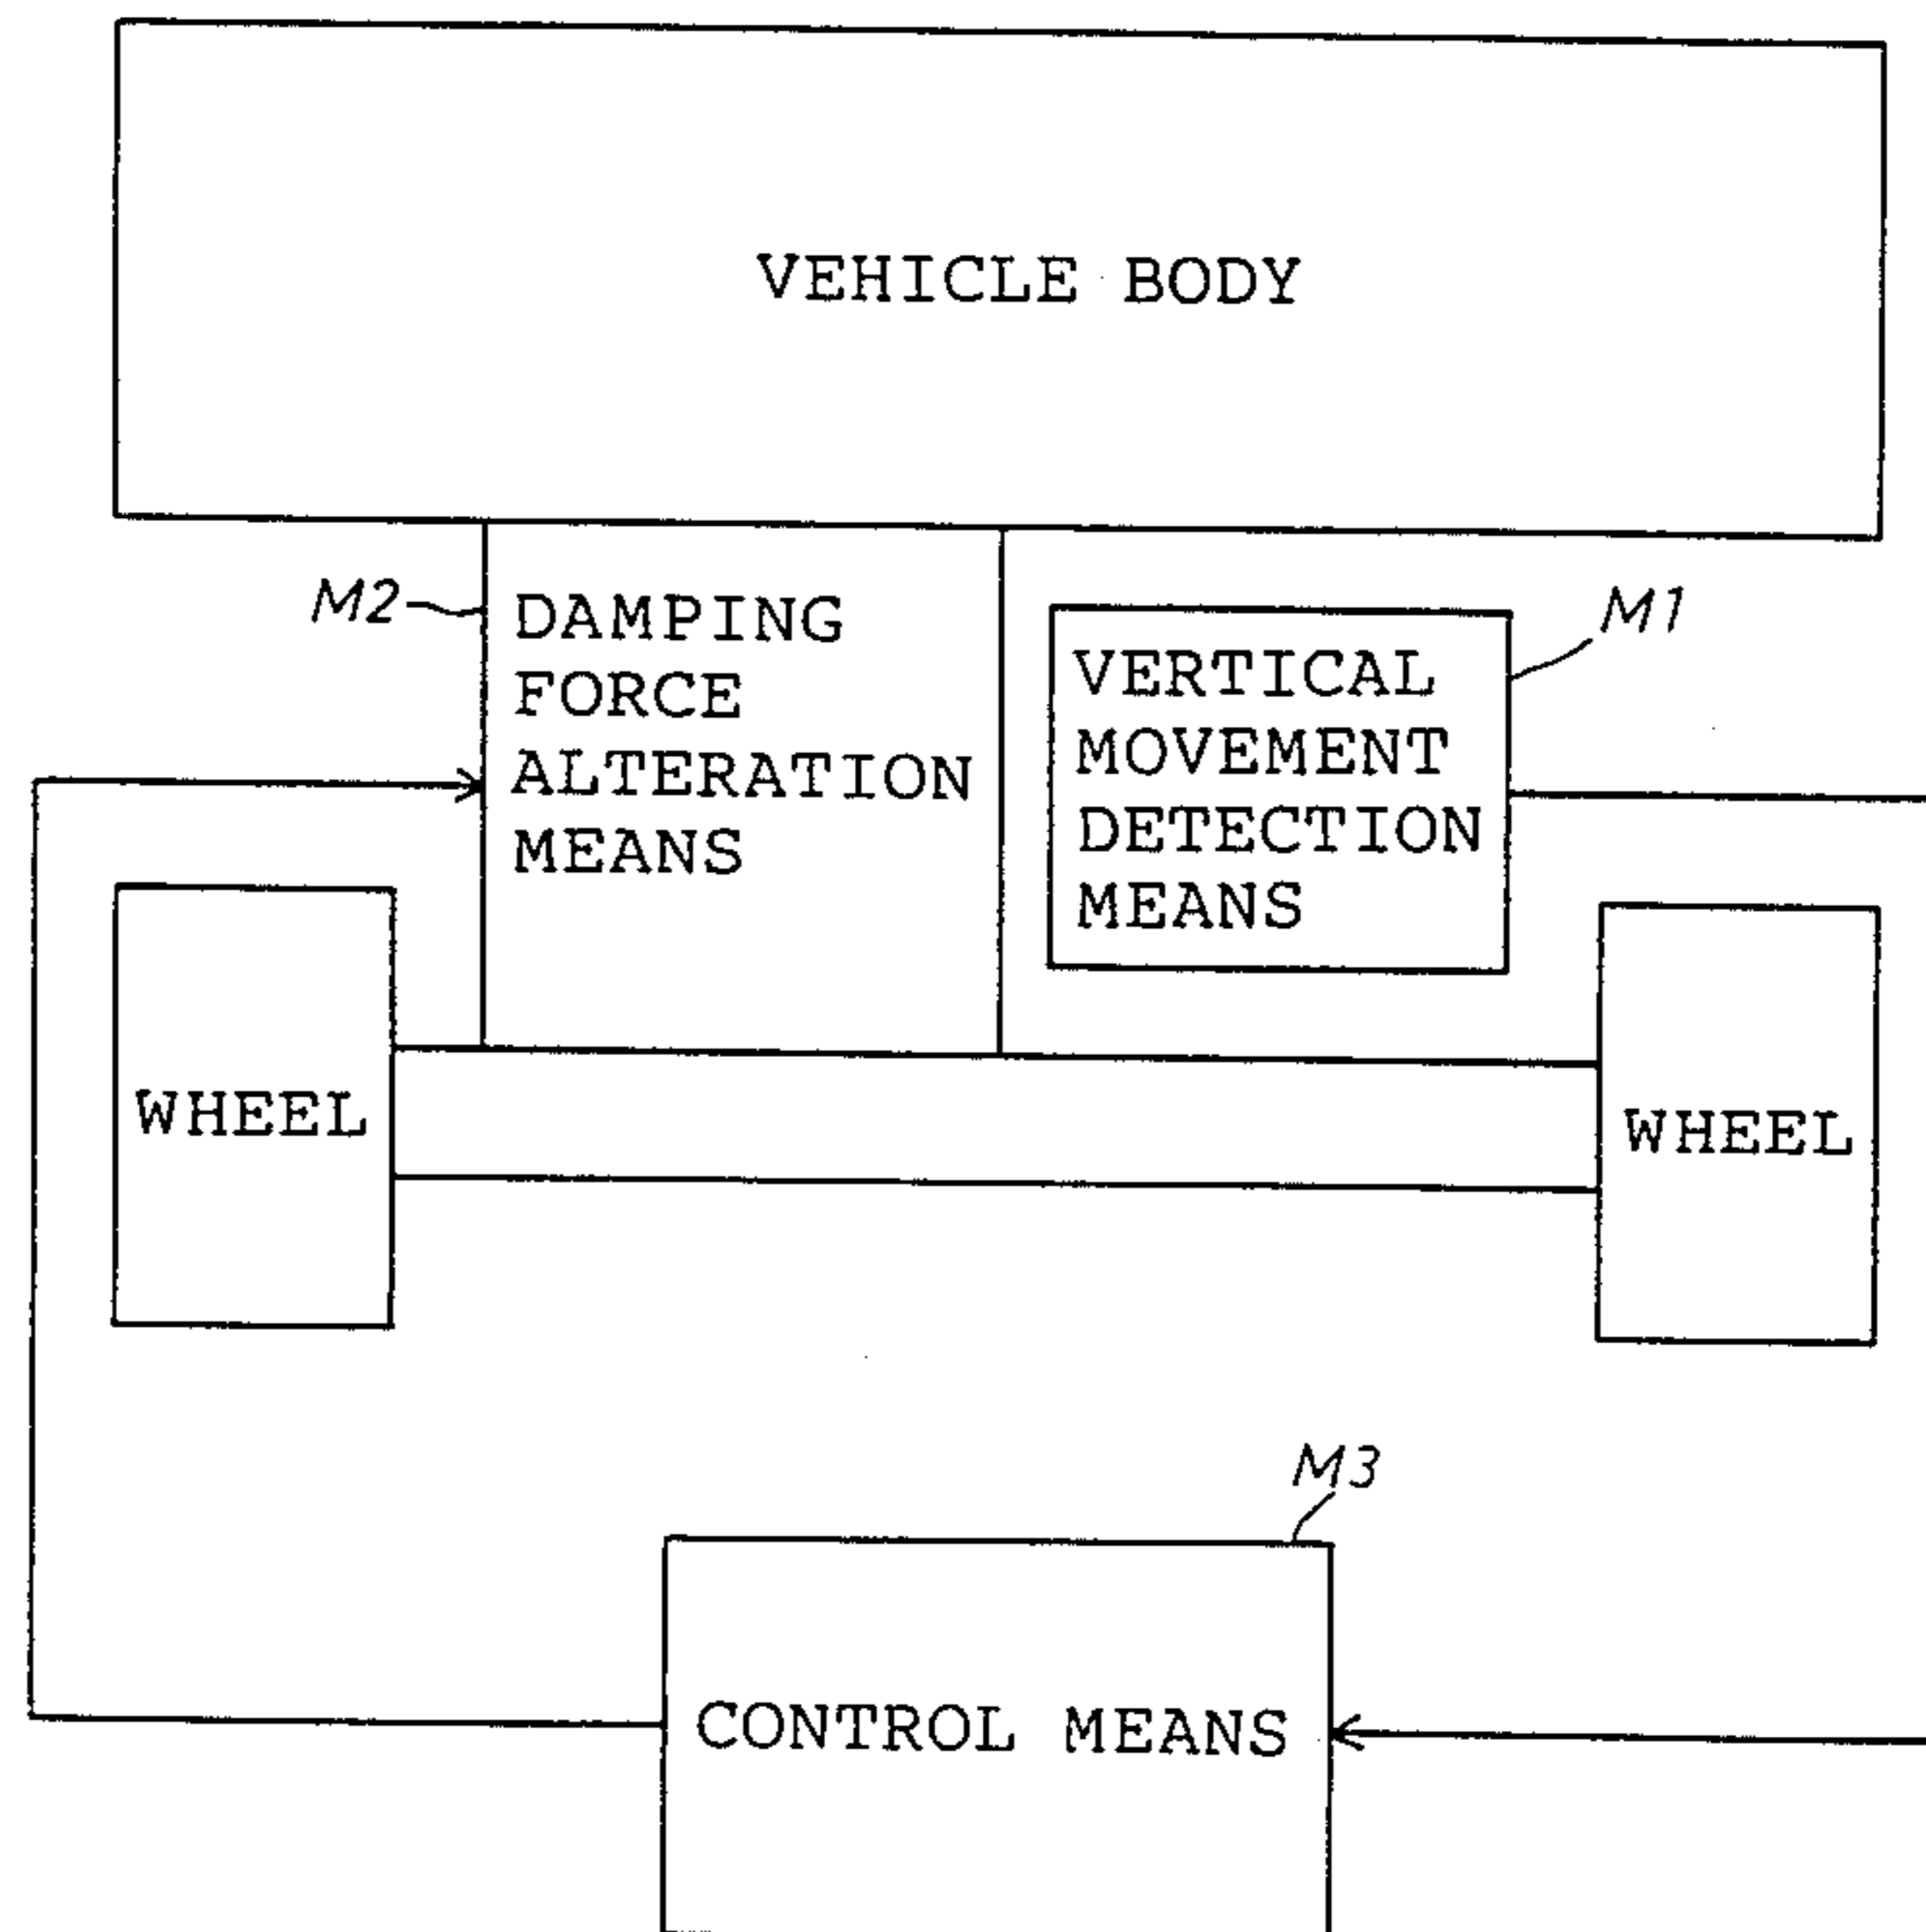 VEHICLE BODY
M2
DAMPING
FORCE
ALTERATION
MEANS
M1
VERTICAL
MOVEMENT
DETECTION
MEANS
WHEEL
WHEEL
M3
CONTROL MEANS